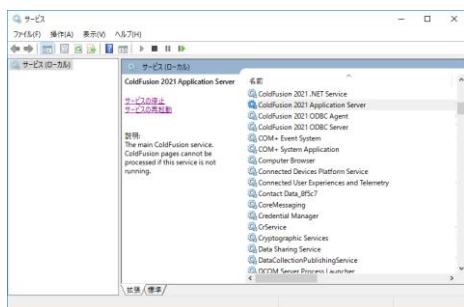 サービス
ファイル(F) 操作(A) 表示(V) ヘルプ(H)
サービス (ローカル)
サービス (ローカル)
ColdFusion 2021 Application Server
サービスの停止
サービスの再起動
説明:
The main ColdFusion service.
ColdFusion pages cannot be
processed if this service is not
running.
名前
ColdFusion 2021 .NET Service
ColdFusion 2021 Application Server
ColdFusion 2021 ODBC Agent
ColdFusion 2021 ODBC Server
COM+ Event System
COM+ System Application
Computer Browser
Connected Devices Platform Service
Connected User Experiences and Telemetry
Contact Data_8f5c7
CoreMessaging
Credential Manager
CrService
Cryptographic Services
Data Sharing Service
DataCollectionPublishingService
DCOM Server Process Launcher
拡張 標準